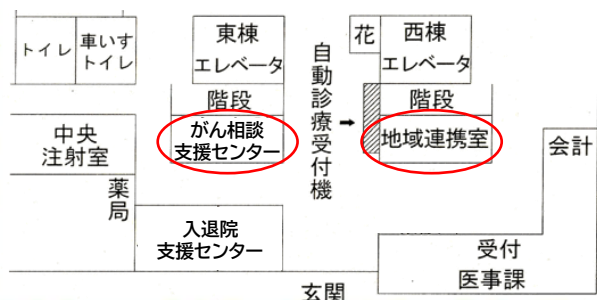 トイレ
車いす
トイレ
東棟
エレベータ
花
西棟
エレベータ
自動診療受付機
➡
階段
階段
中央
注射室
がん相談
支援センター
地域連携室
会計
薬局
入退院
支援センター
受付
医事課
玄関